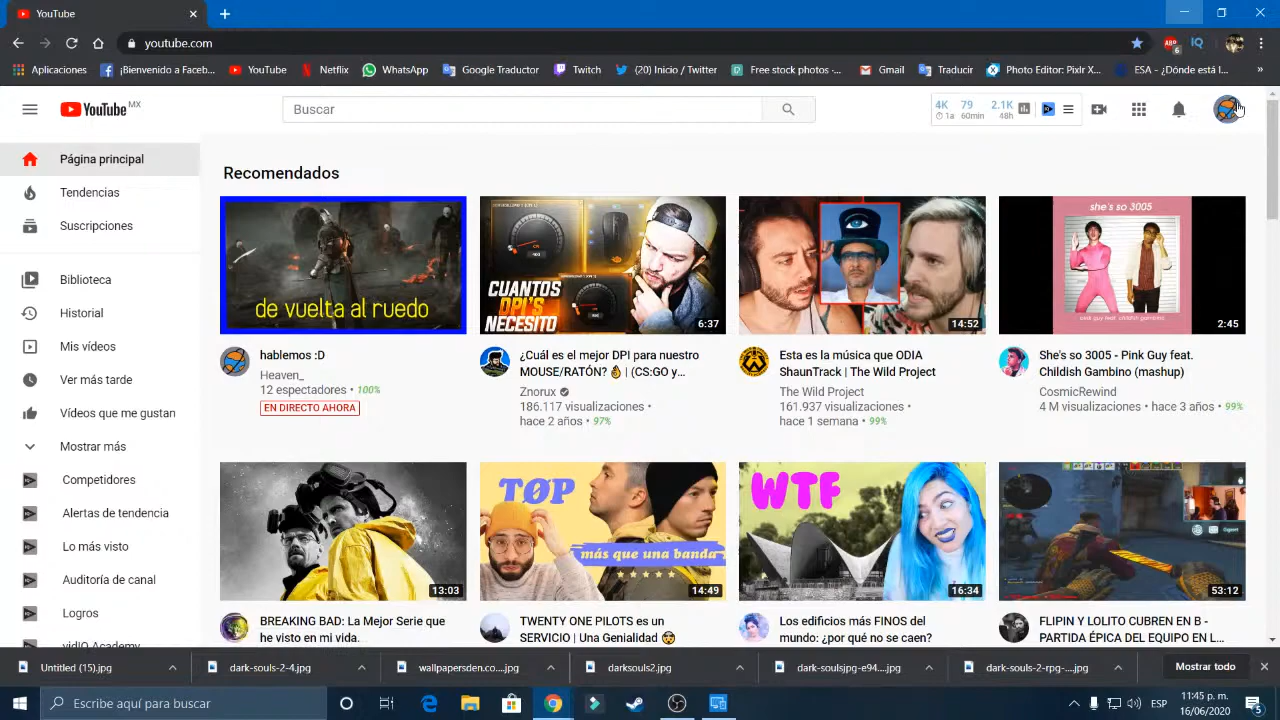 YouTube
youtube.com
6
Aplicaciones
¡Bienvenido a Faceb...
YouTube
Netflix
WhatsApp
Google Traductor
Twitch
(20) Inicio / Twitter
Free stock photos -...
Gmail
Traducir
Photo Editor: Pixlr X...
ESA - ¿Dónde está l...
»
YouTube MX
Buscar
4K 79 2.1K
1a 60min 48h
Página principal
Tendencias
Suscripciones
Biblioteca
Historial
Mis vídeos
Ver más tarde
Vídeos que me gustan
Mostrar más
Competidores
Alertas de tendencia
Lo más visto
Auditoría de canal
Logros
vidIQ Academy
Recomendados
de vuelta al ruedo
hablemos :D
Heaven_
12 espectadores • 100%
EN DIRECTO AHORA
CUANTOS
DPI'S
NECESITO
6:37
¿Cuál es el mejor DPI para nuestro
MOUSE/RATÓN? 👌 | (CS:GO y...
Znorux
186.117 visualizaciones •
hace 2 años • 97%
14:52
Esta es la música que ODIA
ShaunTrack | The Wild Project
The Wild Project
161.937 visualizaciones •
hace 1 semana • 99%
she's so 3005
pink guy feat. childish gambino
2:45
She's so 3005 - Pink Guy feat.
Childish Gambino (mashup)
CosmicRewind
4 M visualizaciones • hace 3 años • 99%
13:03
BREAKING BAD: La Mejor Serie que
he visto en mi vida.
TØP
más que una banda
14:49
TWENTY ONE PILOTS es un
SERVICIO | Una Genialidad
WTF
16:34
Los edificios más FINOS del
mundo: ¿por qué no se caen?
53:12
FLIPIN Y LOLITO CUBREN EN B -
PARTIDA ÉPICA DEL EQUIPO EN L...
Untitled (15).jpg
dark-souls-2-4.jpg
wallpapersden.co....jpg
darksouls2.jpg
dark-soulsjpg-e94....jpg
dark-souls-2-rpg-....jpg
Mostrar todo
Escribe aquí para buscar
ESP
11:45 p. m.
16/06/2020
5